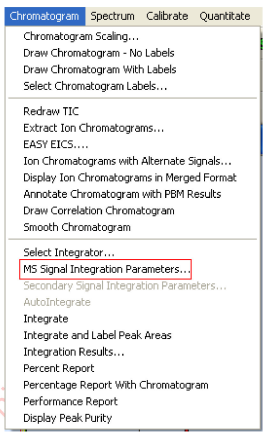 Chromatogram Spectrum Calibrate Quantitate
Chromatogram Scaling...
Draw Chromatogram - No Labels
Draw Chromatogram With Labels
Select Chromatogram Labels...
Redraw TIC
Extract Ion Chromatograms...
EASY EICS....
Ion Chromatograms with Alternate Signals...
Display Ion Chromatograms in Merged Format
Annotate Chromatogram with PBM Results
Draw Correlation Chromatogram
Smooth Chromatogram
Select Integrator...
MS Signal Integration Parameters...
Secondary Signal Integration Parameters...
AutoIntegrate
Integrate
Integrate and Label Peak Areas
Integration Results...
Percent Report
Percentage Report With Chromatogram
Performance Report
Display Peak Purity